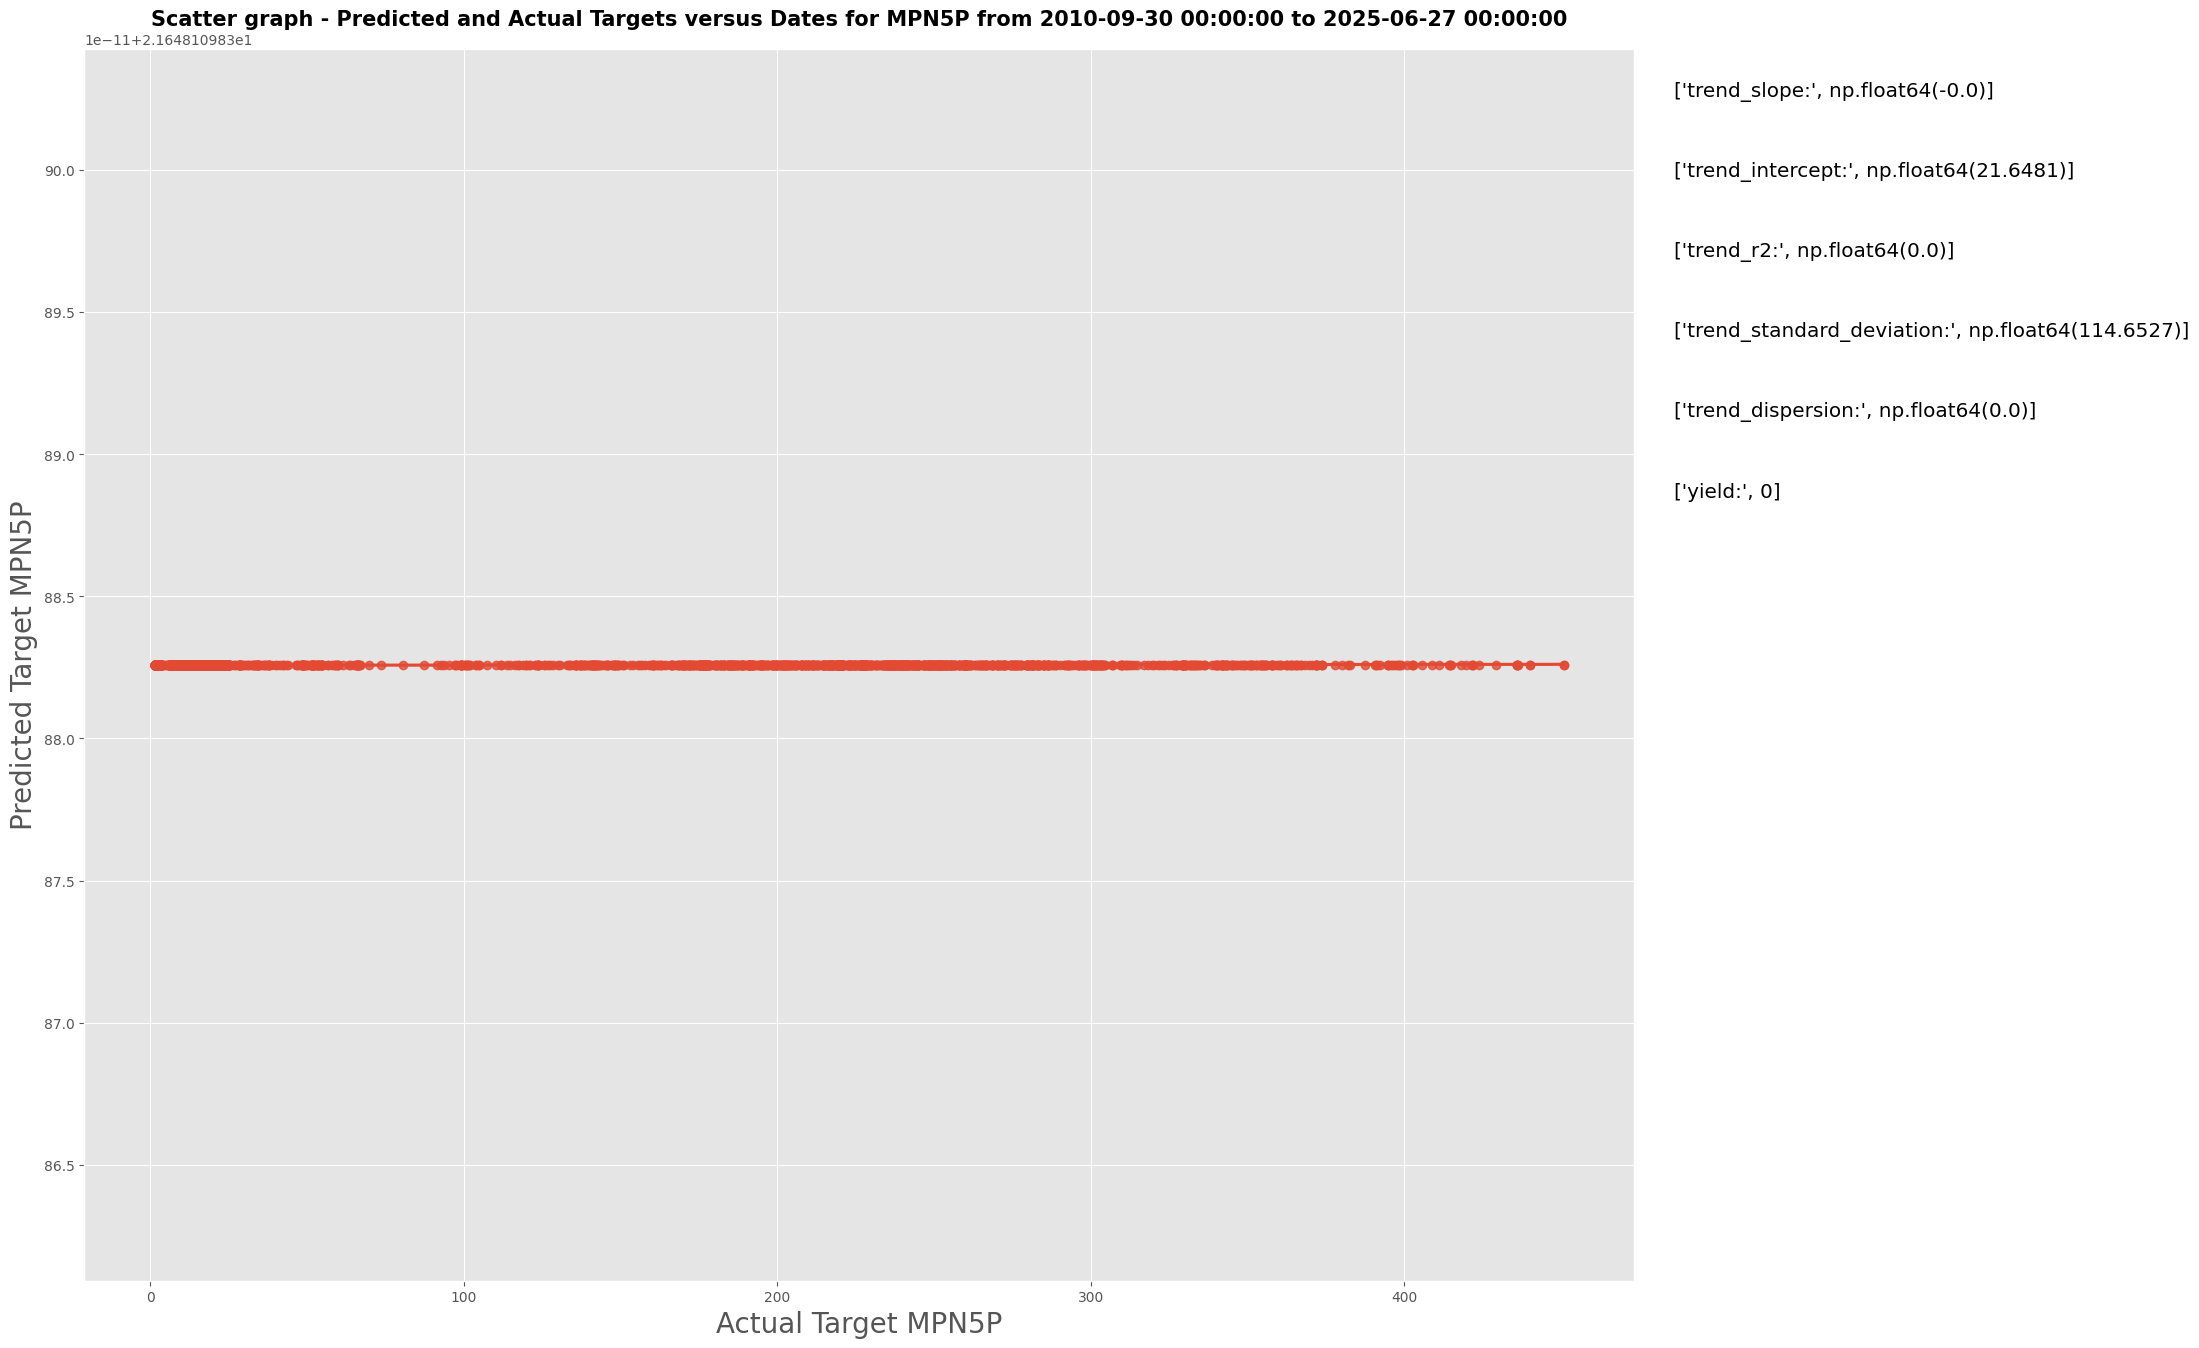 Scatter graph - Predicted and Actual Targets versus Dates for MPN5P from 2010-09-30 00:00:00 to 2025-06-27 00:00:00
1e−11+2.164810983e1
90.0
89.5
89.0
88.5
88.0
87.5
87.0
86.5
Predicted Target MPN5P
0
100
200
300
400
Actual Target MPN5P
['trend_slope:', np.float64(-0.0)]
['trend_intercept:', np.float64(21.6481)]
['trend_r2:', np.float64(0.0)]
['trend_standard_deviation:', np.float64(114.6527)]
['trend_dispersion:', np.float64(0.0)]
['yield:', 0]